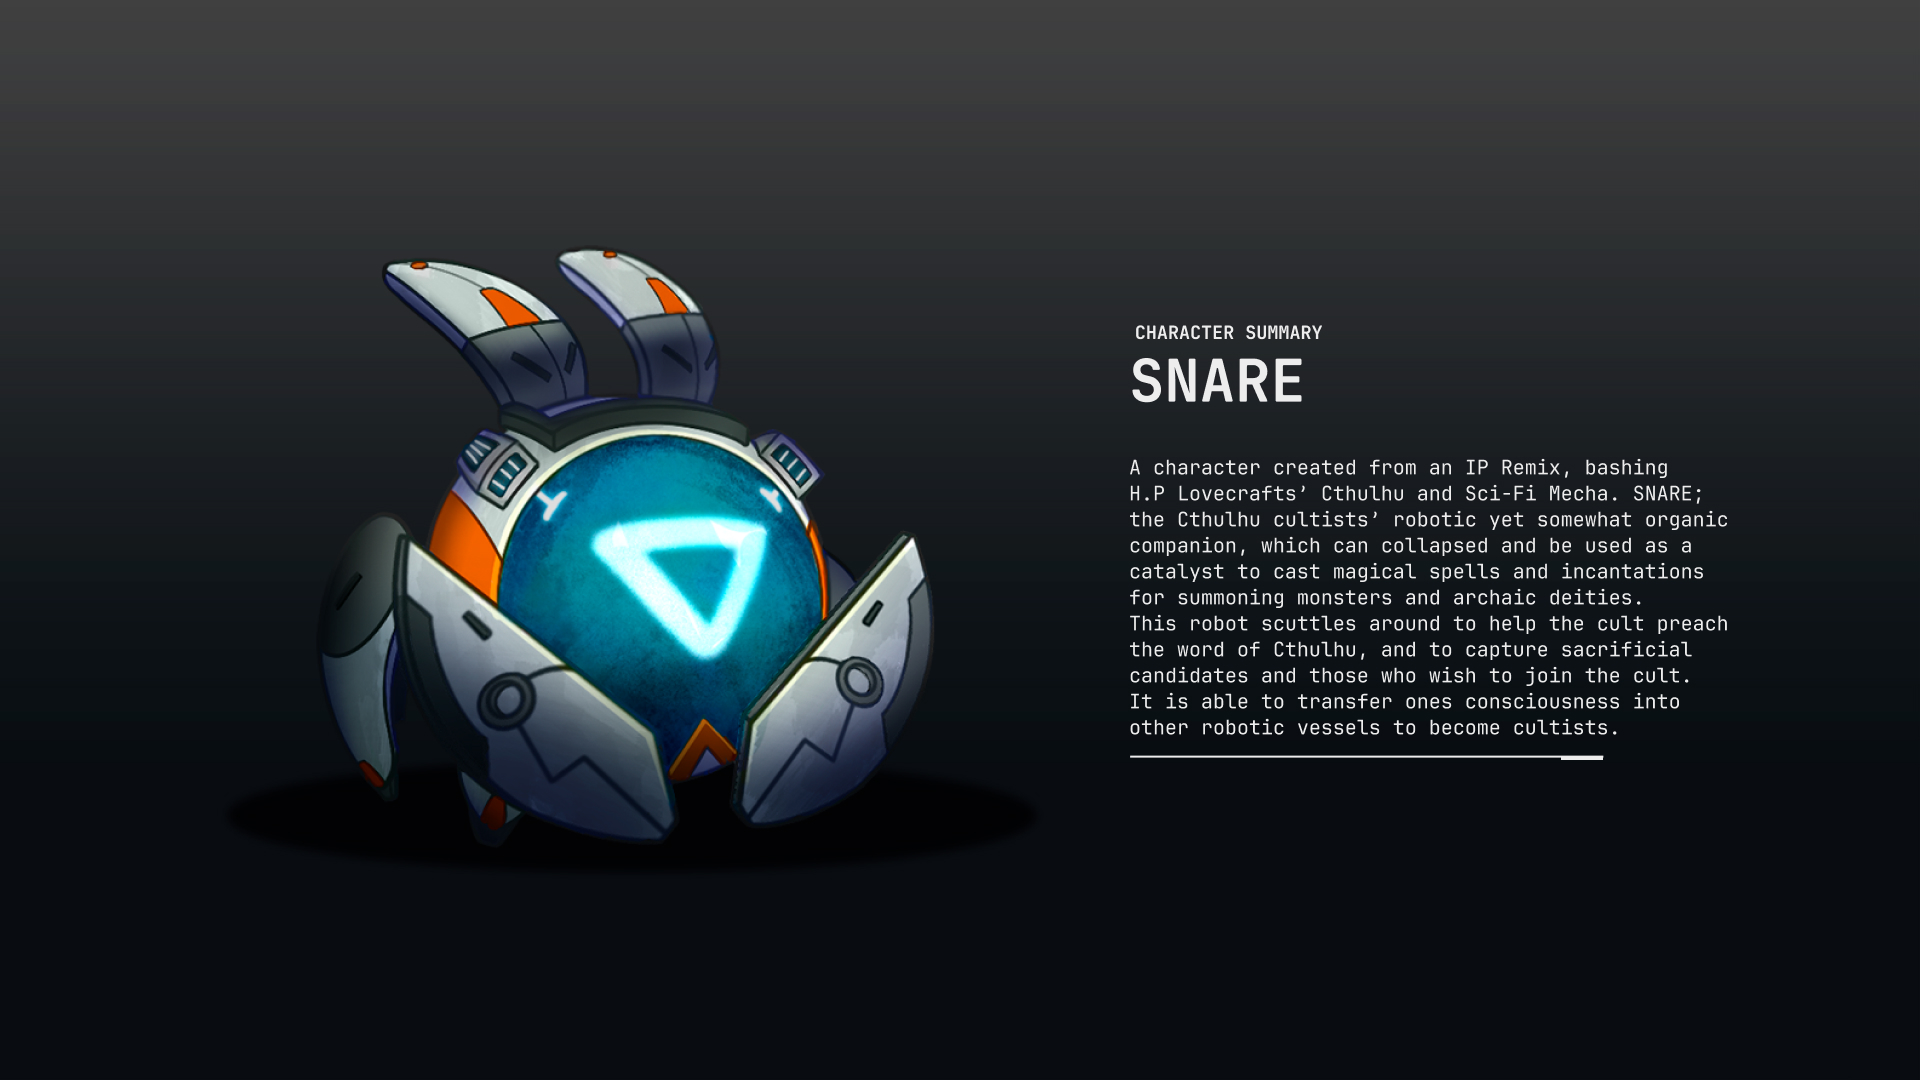 CHARACTER SUMMARY
SNARE
A character created from an IP Remix, bashing
H.P Lovecrafts’ Cthulhu and Sci-Fi Mecha. SNARE;
the Cthulhu cultists’ robotic yet somewhat organic
companion, which can collapsed and be used as a
catalyst to cast magical spells and incantations
for summoning monsters and archaic deities.
This robot scuttles around to help the cult preach
the word of Cthulhu, and to capture sacrificial
candidates and those who wish to join the cult.
It is able to transfer ones consciousness into
other robotic vessels to become cultists.